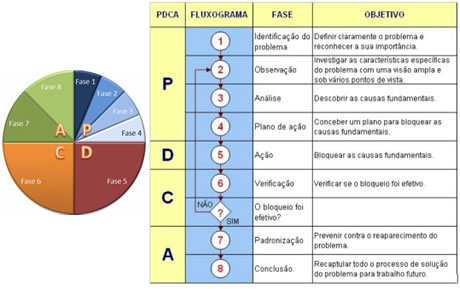 Fase 8
Fase 1
Fase 2
Fase 3
Fase 4
Fase 7
A P
C D
Fase 6
Fase 5
PDCA FLUXOGRAMA FASE OBJETIVO
P
1 Identificação do
problema
Definir claramente o problema e
reconhecer a sua importância.
2 Observação
Investigar as características específicas
do problema com uma visão ampla e
sob vários pontos de vista.
3 Análise Descobrir as causas fundamentais.
4 Plano de ação
Conceber um plano para bloquear as
causas fundamentais.
D
5 Ação Bloquear as causas fundamentais.
C
6 Verificação Verificar se o bloqueio foi efetivo.
NÃO ? SIM
O bloqueio foi
efetivo?
A
7 Padronização
Prevenir contra o reaparecimento do
problema.
8 Conclusão
Recaptular todo o processo de solução
do problema para trabalho futuro.